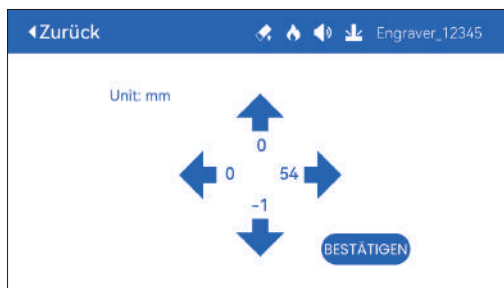 Zurück Engraver_12345
Unit: mm
0
0 54
-1
BESTÄTIGEN